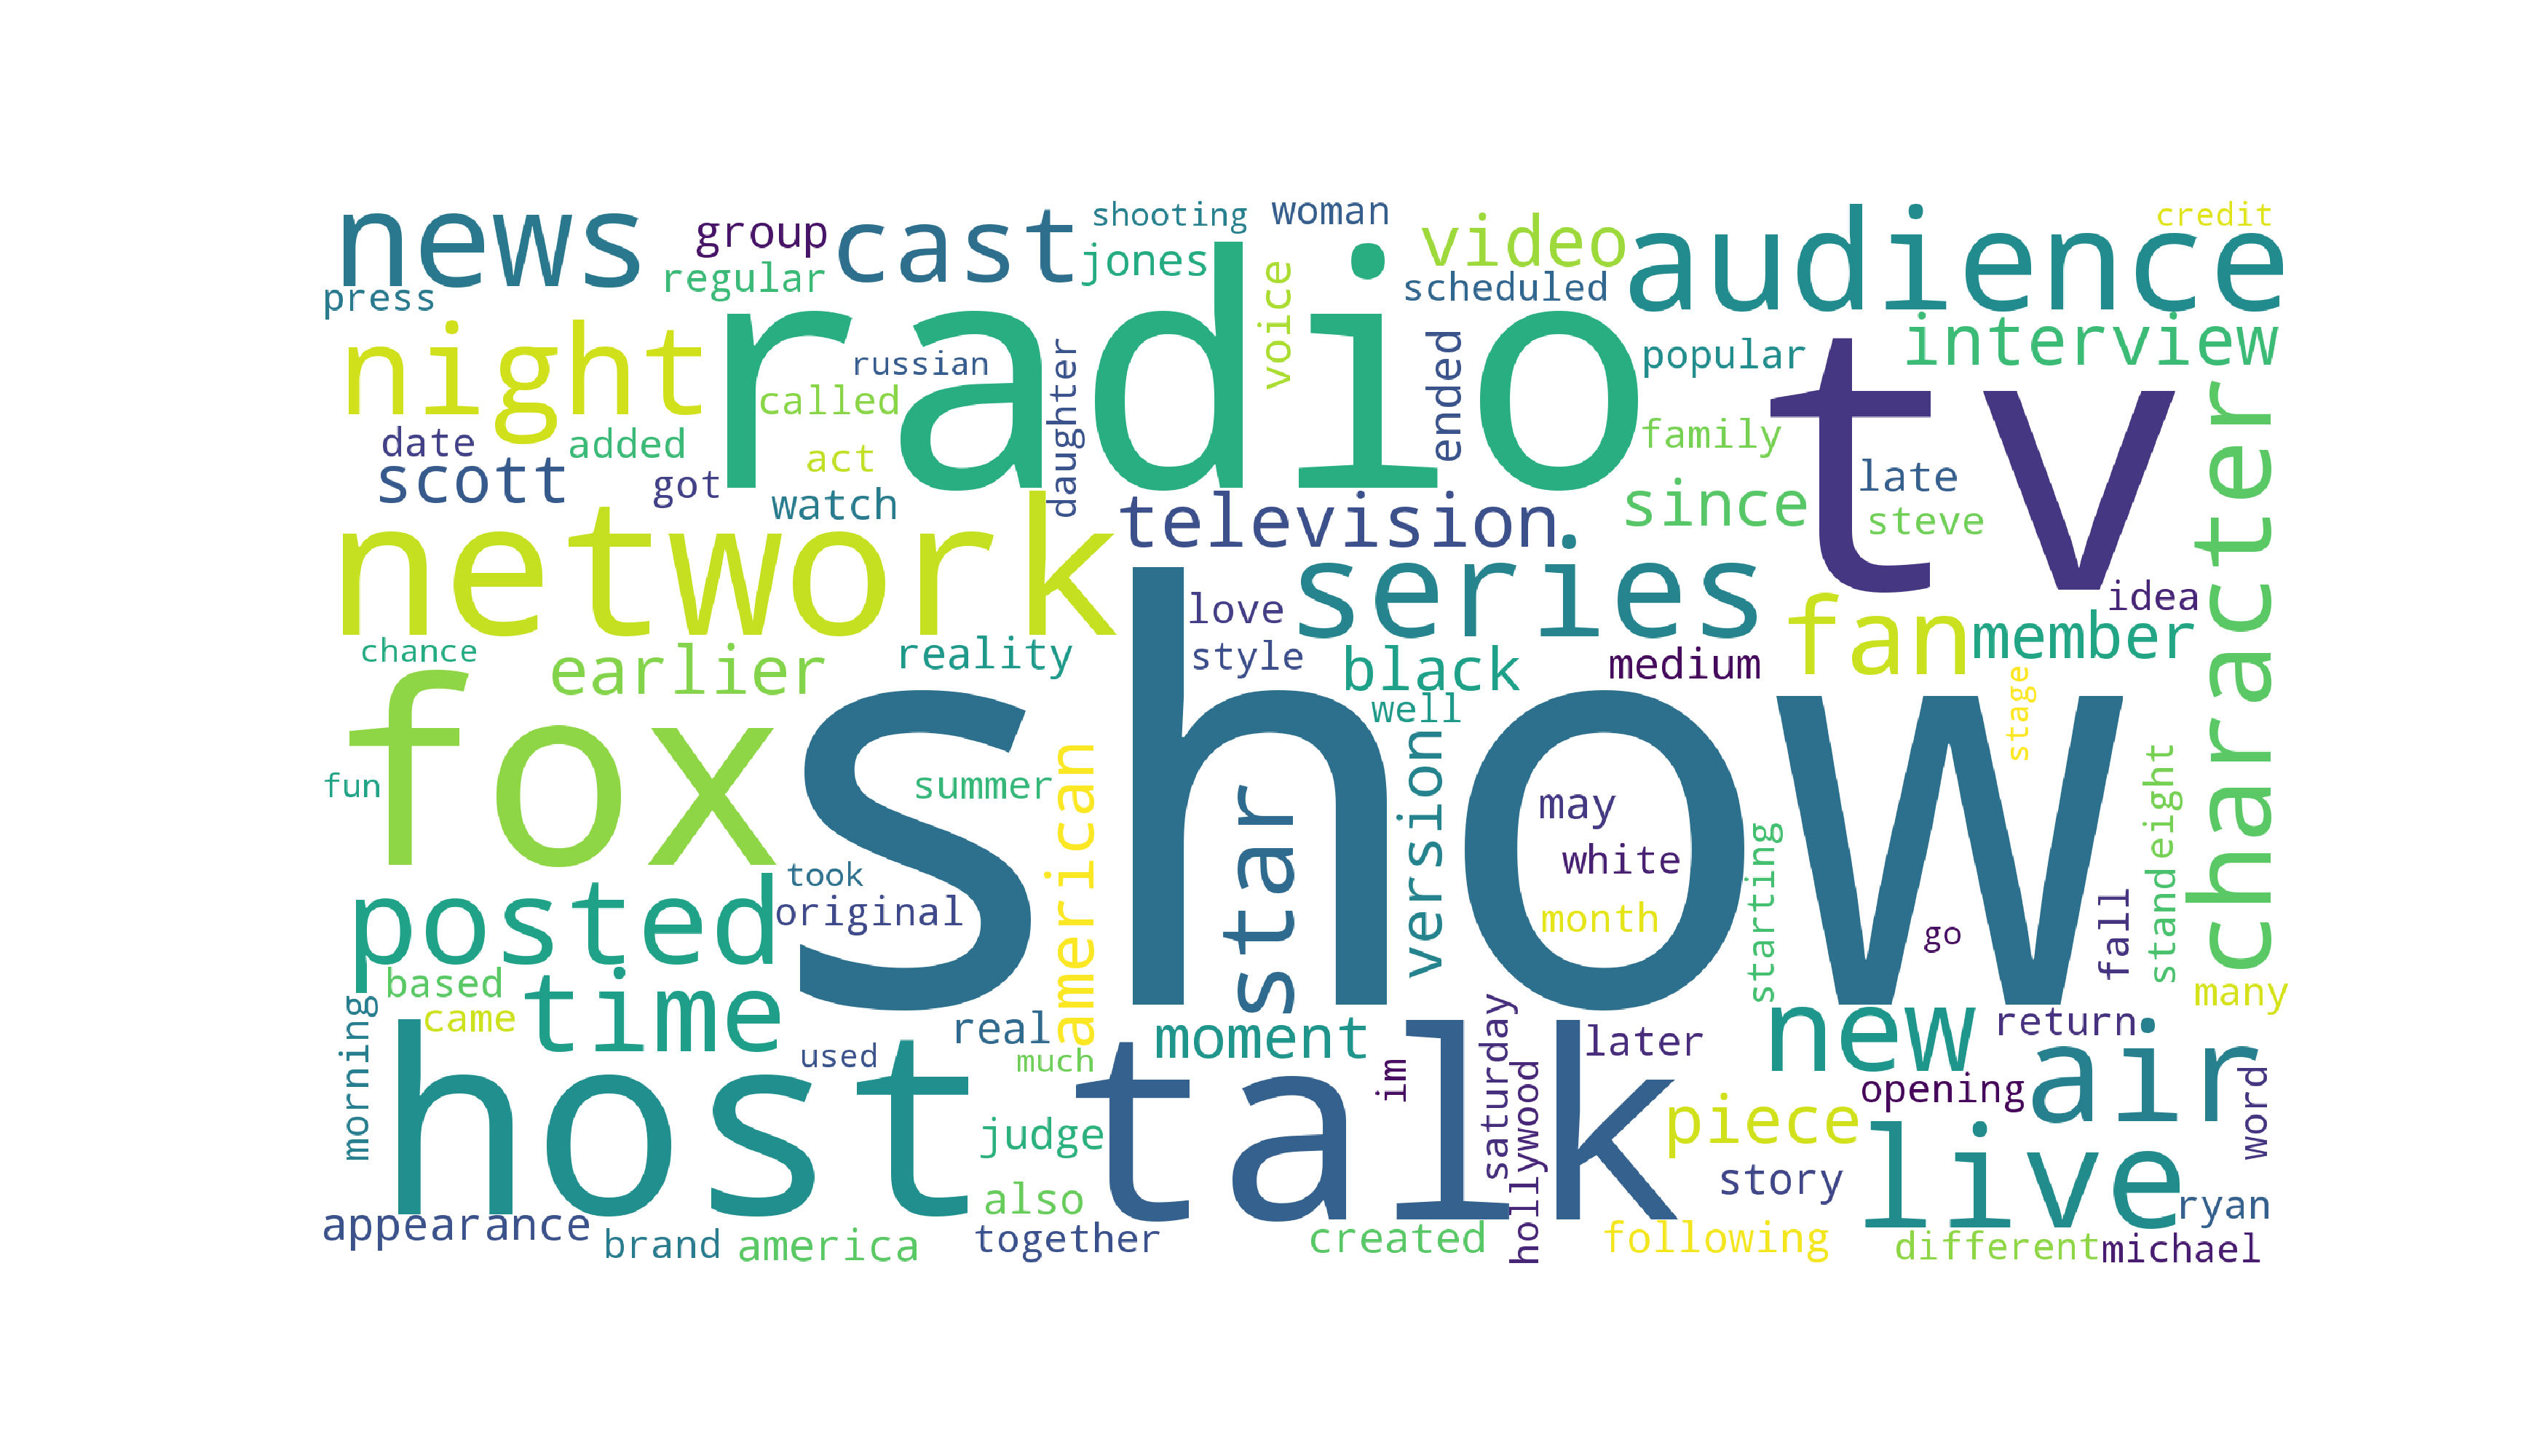 news
group
cast
shooting
woman
video
audience
credit
press
regular
jones
voice
scheduled
interview
night
radio
russian
called
daughter
ended
popular
tv
character
date
added
act
family
scott
got
watch
since
late
steve
network
television
series
idea
love
fan
member
chance
earlier
reality
style
black
medium
well
stage
fox
show
fun
summer
american
star
version
may
white
month
starting
go
fall
eight
stand
many
took
original
posted
based
came
time
real
moment
morning
used
much
im
saturday
hollywood
later
new
return
air
word
host
talk
opening
judge
piece
live
also
story
ryan
appearance
brand
america
together
created
following
different
michael